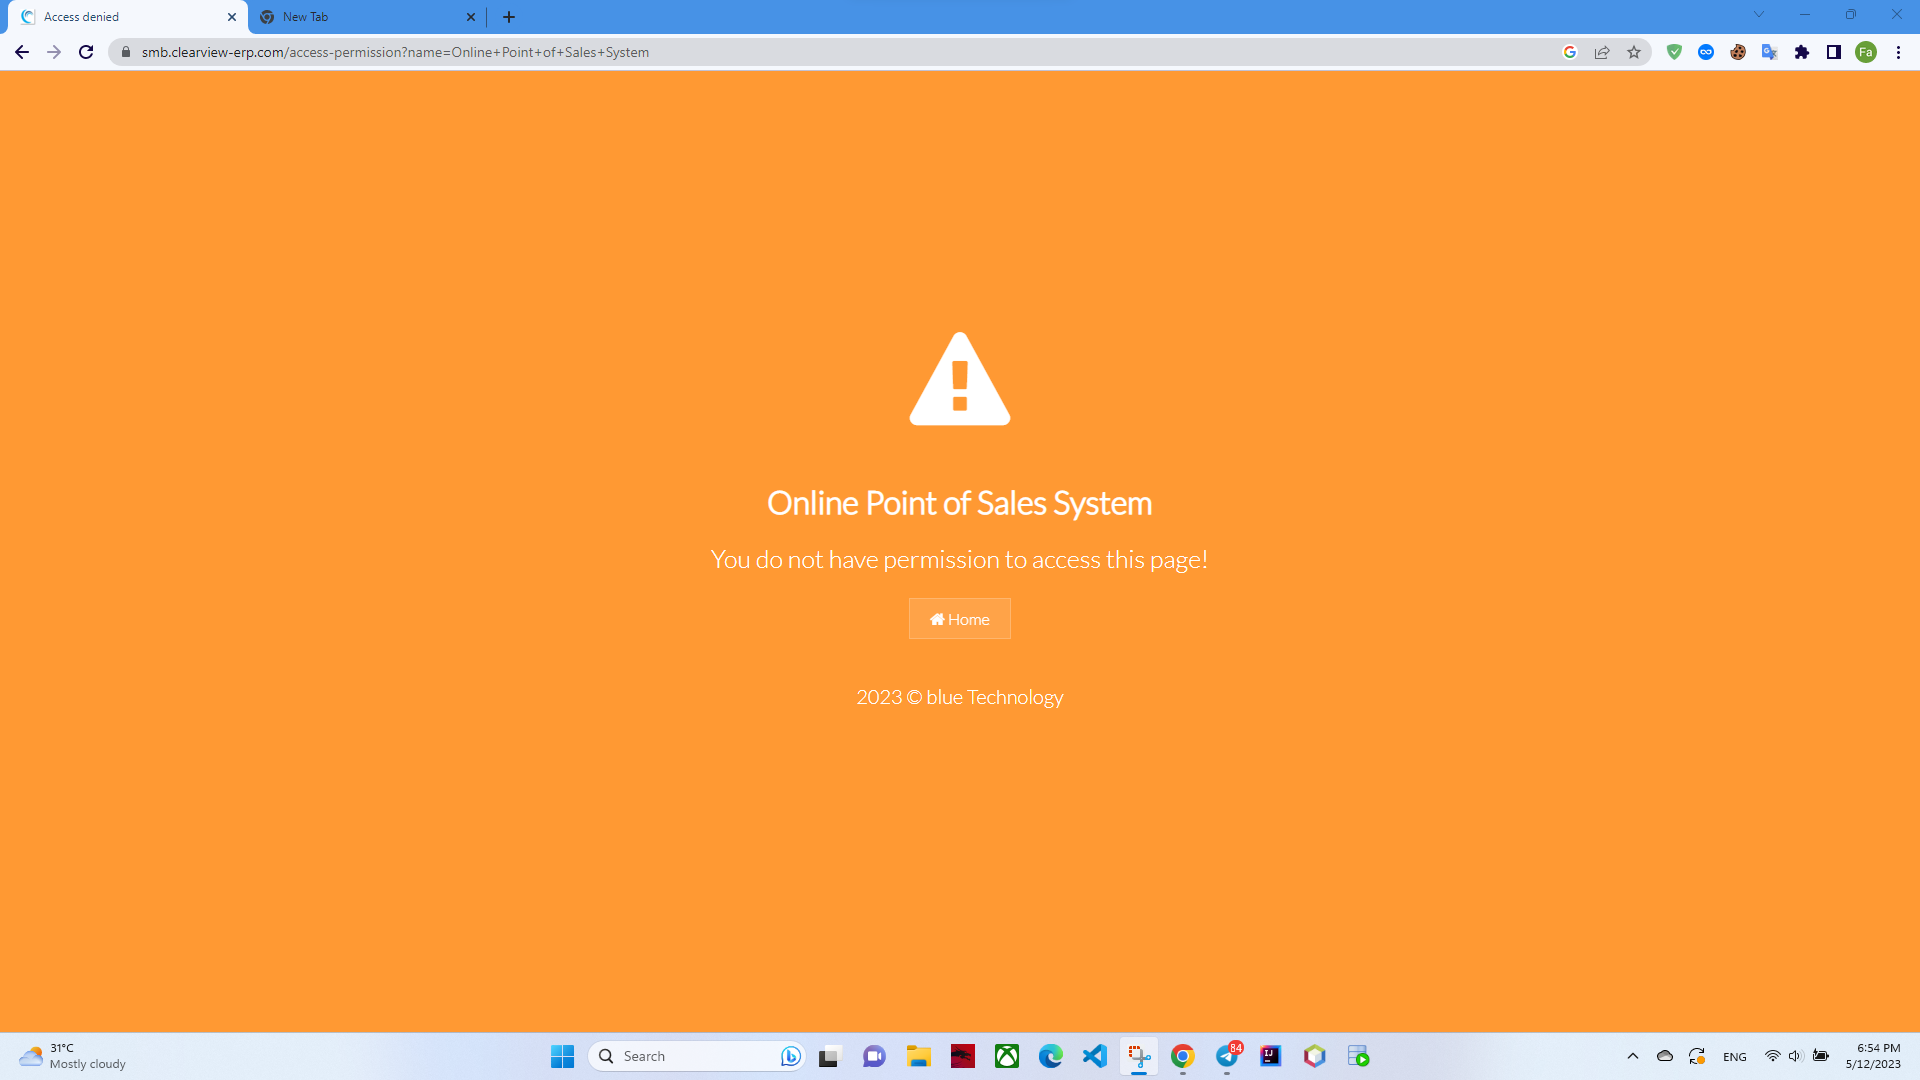 Access denied
New Tab
smb.clearview-erp.com/access-permission?name=Online+Point+of+Sales+System
Fa
Online Point of Sales System
You do not have permission to access this page!
Home
2023 © blue Technology
31°C
Mostly cloudy
Search
84
ENG
6:54 PM
5/12/2023